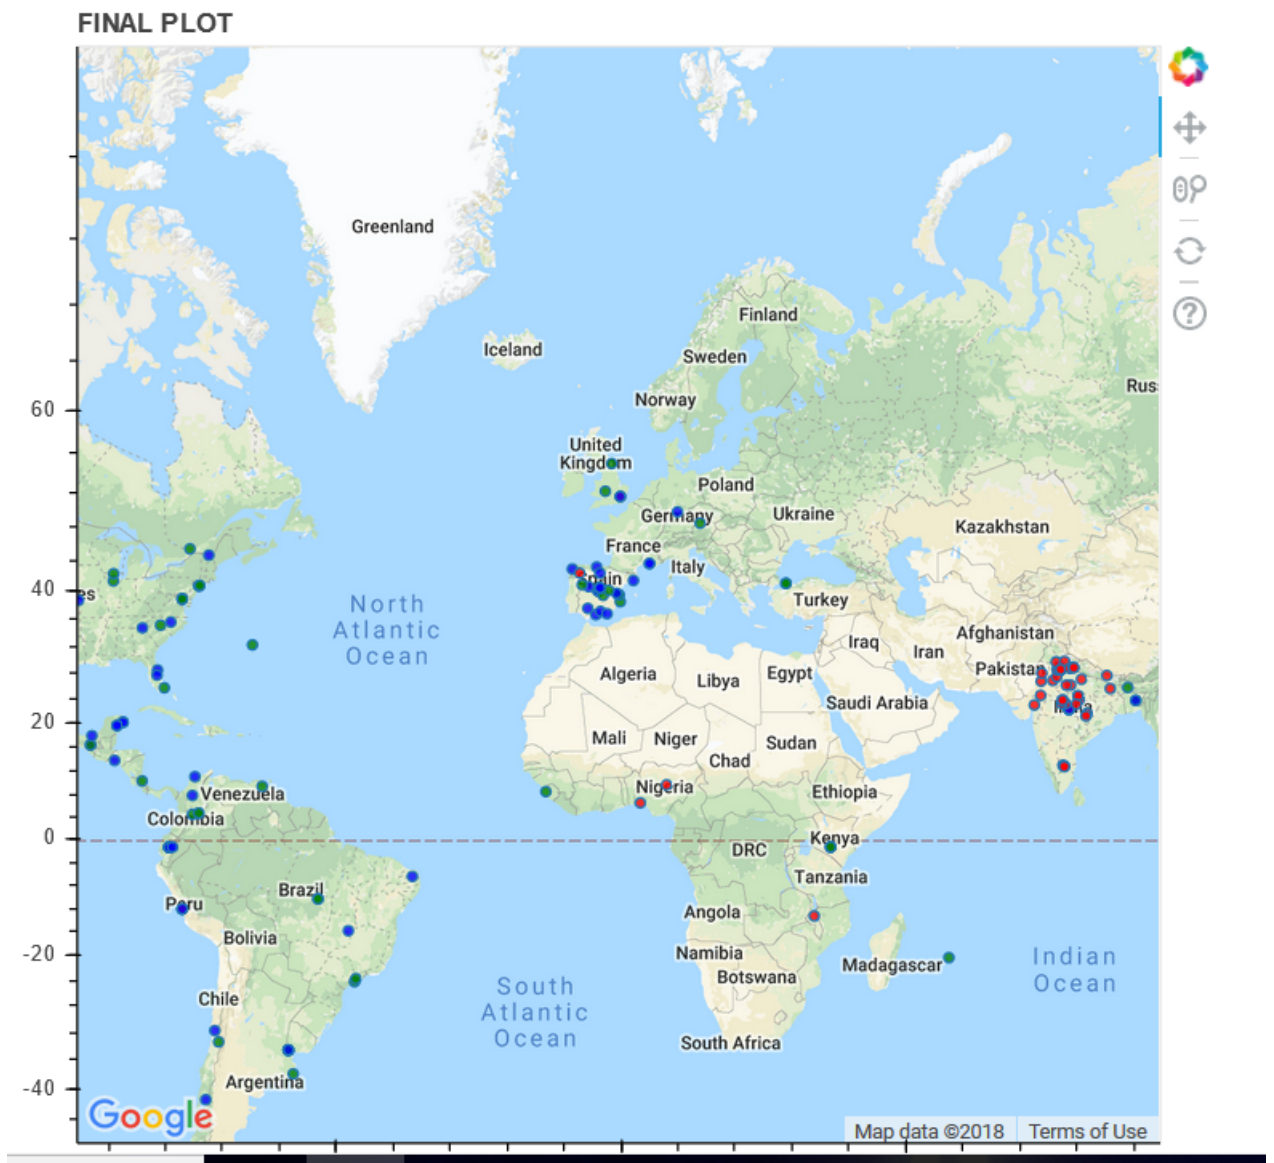 FINAL PLOT
Greenland
Finland
Iceland
Sweden
Rus
Norway
60
United
Kingdom
Poland
Germany
Ukraine
Kazakhstan
France
Italy
Spain
40
es
North
Atlantic
Ocean
Turkey
Afghanistan
Iraq
Iran
Pakistan
Algeria
Libya
Egypt
Saudi Arabia
India
20
Mali
Niger
Sudan
Chad
Nigeria
Ethiopia
Venezuela
Colombia
0
Kenya
DRC
Tanzania
Brazil
Peru
Angola
Bolivia
-20
Namibia
Madagascar
Botswana
Indian
Ocean
Chile
South
Atlantic
Ocean
South Africa
-40
Argentina
Google
Map data ©2018
Terms of Use